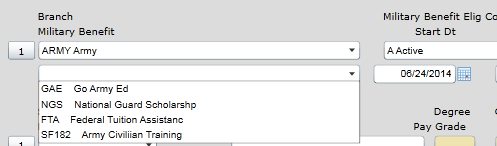 Branch Military Benefit Elig Co
Military Benefit Start Dt
1 ARMY Army A Active
06/24/2014
GAE Go Army Ed
NGS National Guard Scholarshp
FTA Federal Tuition Assistanc
SF182 Army Civiliian Training
Degree
Pay Grade
1